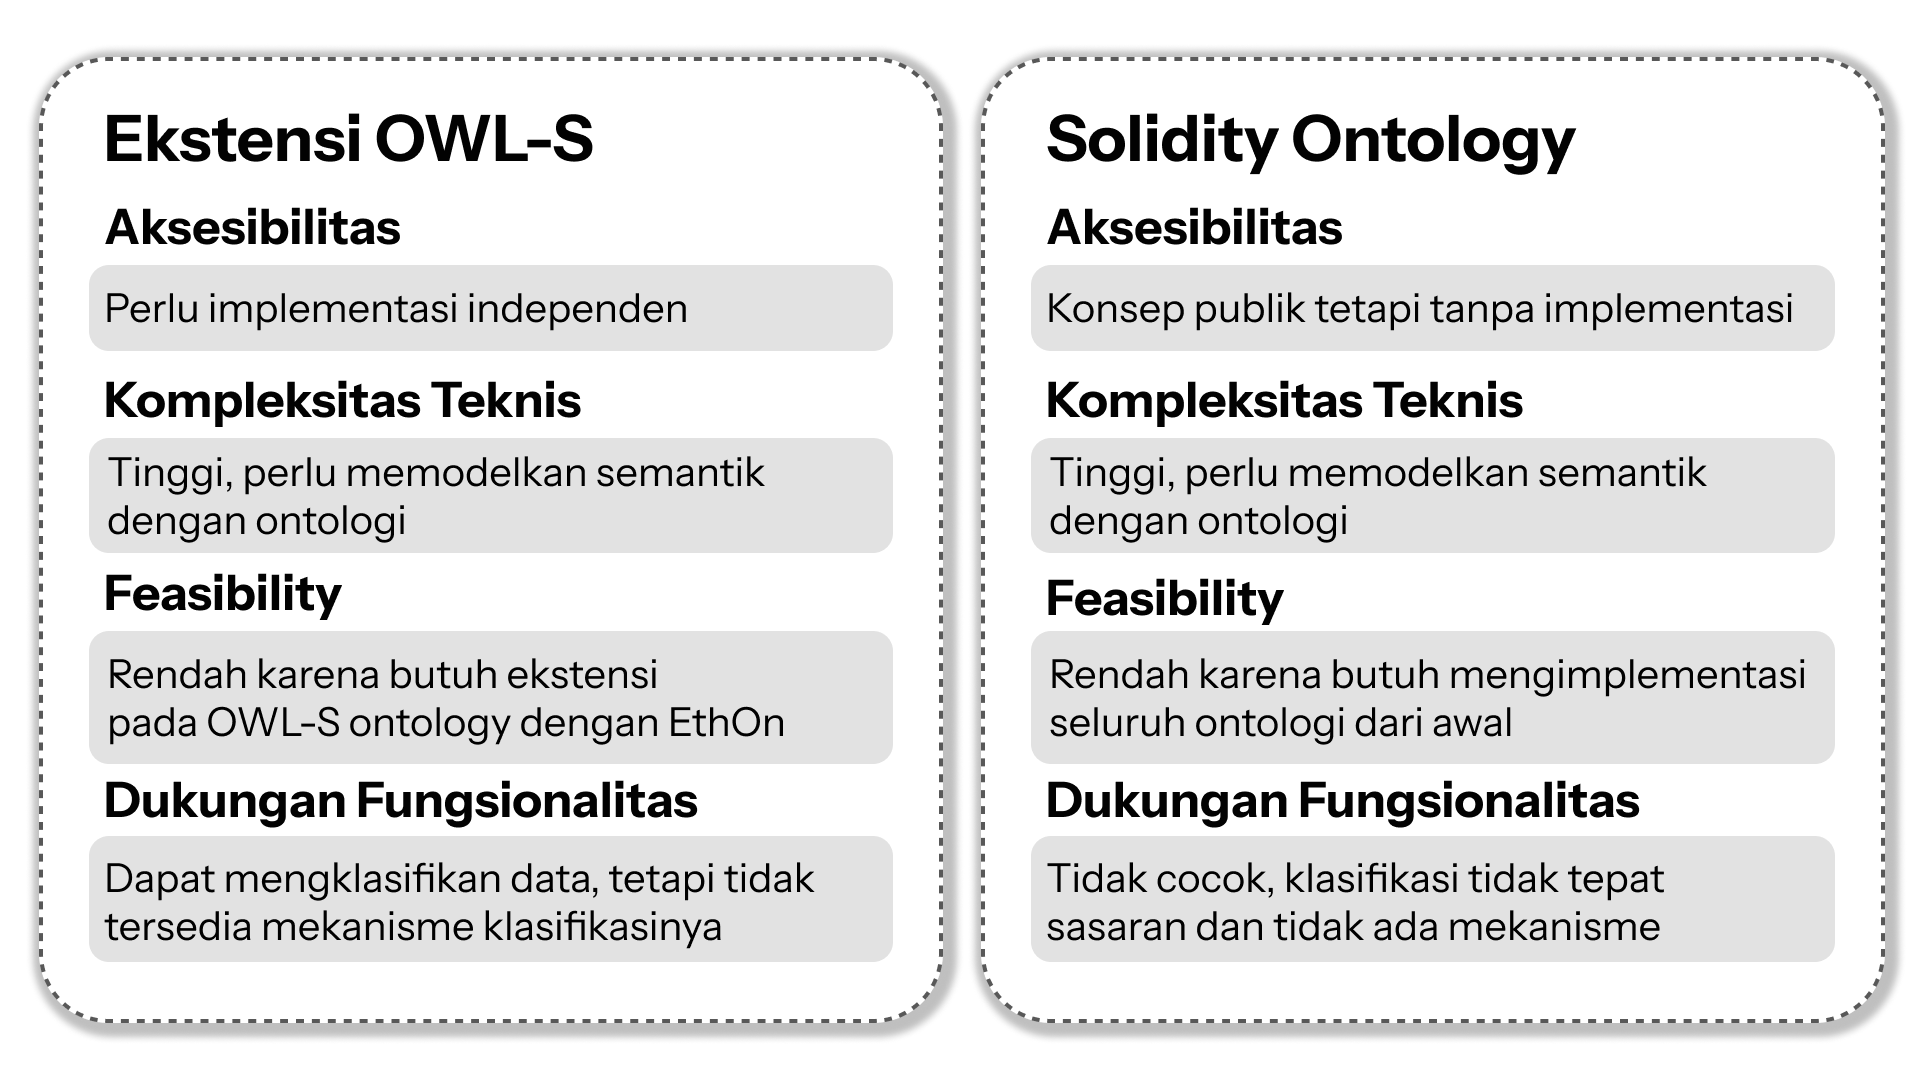 Ekstensi OWL-S
Aksesibilitas
Perlu implementasi independen
Kompleksitas Teknis
Tinggi, perlu memodelkan semantik
dengan ontologi
Feasibility
Rendah karena butuh ekstensi
pada OWL-S ontology dengan EthOn
Dukungan Fungsionalitas
Dapat mengklasifikan data, tetapi tidak
tersedia mekanisme klasifikasinya
Solidity Ontology
Aksesibilitas
Konsep publik tetapi tanpa implementasi
Kompleksitas Teknis
Tinggi, perlu memodelkan semantik
dengan ontologi
Feasibility
Rendah karena butuh mengimplementasi
seluruh ontologi dari awal
Dukungan Fungsionalitas
Tidak cocok, klasifikasi tidak tepat
sasaran dan tidak ada mekanisme